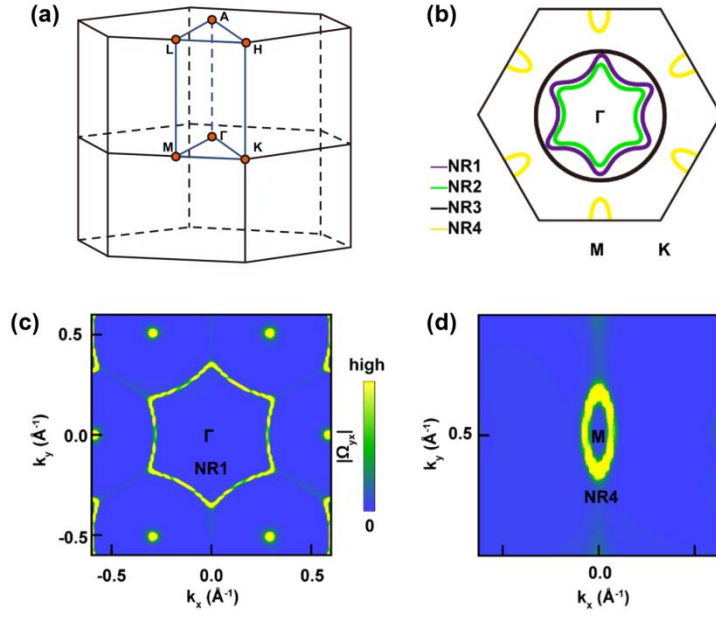 (a)
A
L
H
Γ
M
K
(b)
Γ
NR1
NR2
NR3
NR4
M K
(c)
0.5
0.0
-0.5
k_y (Å⁻¹)
Γ
NR1
-0.5 0.0 0.5
k_x (Å⁻¹)
high
|Ω_yx|
0
(d)
0.5
k_y (Å⁻¹)
M
NR4
0.0
k_x (Å⁻¹)